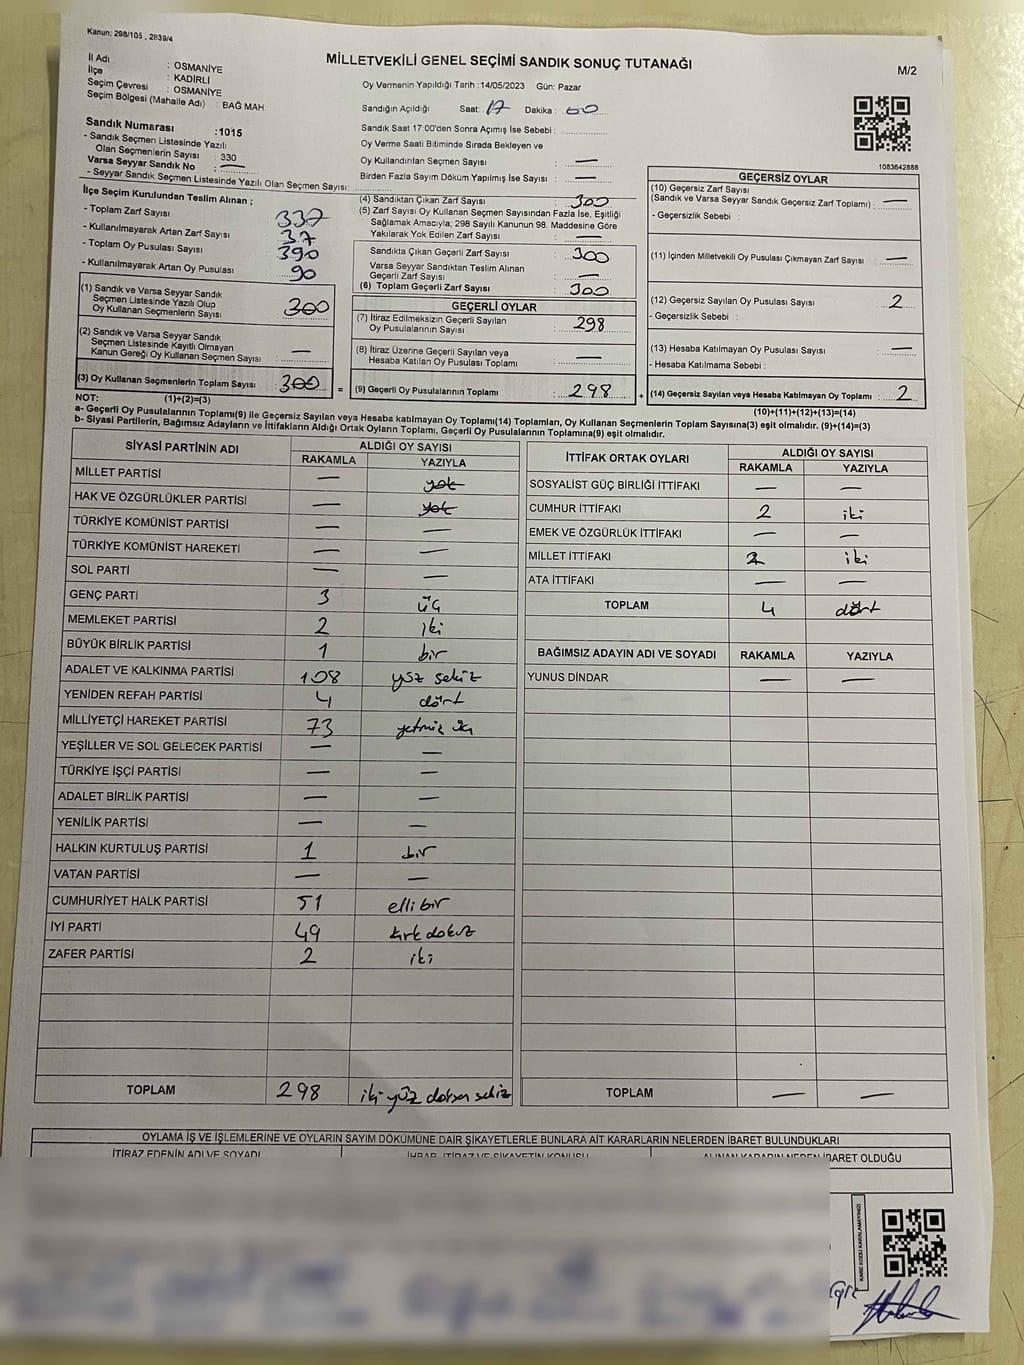 Kanun: 298/105 , 2839/4
MİLLETVEKİLİ GENEL SEÇİMİ SANDIK SONUÇ TUTANAĞI
M/2
İl Adı : OSMANİYE
İlçe : KADİRLİ
Seçim Çevresi : OSMANİYE
Seçim Bölgesi (Mahalle Adı) : BAĞ MAH.
Sandık Numarası :1015
- Sandık Seçmen Listesinde Yazılı
Olan Seçmenlerin Sayısı : 330
Varsa Seyyar Sandık No : —
- Seyyar Sandık Seçmen Listesinde Yazılı Olan Seçmen Sayısı:
Oy Vermenin Yapıldığı Tarih :14/05/2023 Gün: Pazar
Sandığın Açıldığı Saat: 17 Dakika : 00
Sandık Saat 17:00'den Sonra Açımış İse Sebebi :
Oy Verme Saati Bitiminde Sırada Bekleyen ve
Oy Kullandırılan Seçmen Sayısı : —
Birden Fazla Sayım Döküm Yapılmış İse Sayısı : —
1083642888
İlçe Seçim Kurulundan Teslim Alınan ;
- Toplam Zarf Sayısı : 337
- Kullanılmayarak Artan Zarf Sayısı : 37
- Toplam Oy Pusulası Sayısı : 390
- Kullanılmayarak Artan Oy Pusulası : 90
(1) Sandık ve Varsa Seyyar Sandık
Seçmen Listesinde Yazılı Olup
Oy Kullanan Seçmenlerin Sayısı : 300
(2) Sandık ve Varsa Seyyar Sandık
Seçmen Listesinde Kayıtlı Olmayan
Kanun Gereği Oy Kullanan Seçmen Sayısı : —
(3) Oy Kullanan Seçmenlerin Toplam Sayısı : 300 =
(4) Sandıktan Çıkan Zarf Sayısı : 300
(5) Zarf Sayısı Oy Kullanan Seçmen Sayısından Fazla İse, Eşitliği
Sağlamak Amacıyla, 298 Sayılı Kanunun 98. Maddesine Göre
Yakılarak Yok Edilen Zarf Sayısı : —
Sandıkta Çıkan Geçerli Zarf Sayısı : 300
Varsa Seyyar Sandıktan Teslim Alınan
Geçerli Zarf Sayısı : —
(6) Toplam Geçerli Zarf Sayısı : 300
GEÇERLİ OYLAR
(7) İtiraz Edilmeksizin Geçerli Sayılan
Oy Pusulalarının Sayısı : 298
(8) İtiraz Üzerine Geçerli Sayılan veya
Hesaba Katılan Oy Pusulası Toplamı : —
(9) Geçerli Oy Pusulalarının Toplamı : 298 +
GEÇERSİZ OYLAR
(10) Geçersiz Zarf Sayısı
(Sandık ve Varsa Seyyar Sandık Geçersiz Zarf Toplamı) : —
- Geçersizlik Sebebi :
(11) İçinden Milletvekili Oy Pusulası Çıkmayan Zarf Sayısı : —
(12) Geçersiz Sayılan Oy Pusulası Sayısı : 2
- Geçersizlik Sebebi :
(13) Hesaba Katılmayan Oy Pusulası Sayısı : —
- Hesaba Katılmama Sebebi :
(14) Geçersiz Sayılan veya Hesaba Katılmayan Oy Toplamı : 2
NOT: (1)+(2)=(3)
(10)+(11)+(12)+(13)=(14)
a- Geçerli Oy Pusulalarının Toplamı(9) ile Geçersiz Sayılan veya Hesaba katılmayan Oy Toplamı(14) Toplamları, Oy Kullanan Seçmenlerin Toplam Sayısına(3) eşit olmalıdır. (9)+(14)=(3)
b- Siyasi Partilerin, Bağımsız Adayların ve İttifakların Aldığı Ortak Oyların Toplamı, Geçerli Oy Pusulalarının Toplamına(9) eşit olmalıdır.
SİYASİ PARTİNİN ADI ALDIĞI OY SAYISI
RAKAMLA YAZIYLA
MİLLET PARTİSİ — yok
HAK VE ÖZGÜRLÜKLER PARTİSİ — yok
TÜRKİYE KOMÜNİST PARTİSİ — —
TÜRKİYE KOMÜNİST HAREKETİ — —
SOL PARTİ — —
GENÇ PARTİ 3 üç
MEMLEKET PARTİSİ 2 iki
BÜYÜK BİRLİK PARTİSİ 1 bir
ADALET VE KALKINMA PARTİSİ 108 yüz sekiz
YENİDEN REFAH PARTİSİ 4 dört
MİLLİYETÇİ HAREKET PARTİSİ 73 yetmiş üç
YEŞİLLER VE SOL GELECEK PARTİSİ — —
TÜRKİYE İŞÇİ PARTİSİ — —
ADALET BİRLİK PARTİSİ — —
YENİLİK PARTİSİ — —
HALKIN KURTULUŞ PARTİSİ 1 bir
VATAN PARTİSİ — —
CUMHURİYET HALK PARTİSİ 51 elli bir
İYİ PARTİ 49 kırk dokuz
ZAFER PARTİSİ 2 iki
TOPLAM 298 iki yüz doksan sekiz
İTTİFAK ORTAK OYLARI ALDIĞI OY SAYISI
RAKAMLA YAZIYLA
SOSYALİST GÜÇ BİRLİĞİ İTTİFAKI — —
CUMHUR İTTİFAKI 2 iki
EMEK VE ÖZGÜRLÜK İTTİFAKI — —
MİLLET İTTİFAKI 2 iki
ATA İTTİFAKI — —
TOPLAM 4 dört
BAĞIMSIZ ADAYIN ADI VE SOYADI RAKAMLA YAZIYLA
YUNUS DİNDAR — —
TOPLAM — —
OYLAMA İŞ VE İŞLEMLERİNE VE OYLARIN SAYIM DÖKÜMÜNE DAİR ŞİKAYETLERLE BUNLARA AİT KARARLARIN NELERDEN İBARET BULUNDUKLARI
İTİRAZ EDENİN ADI VE SOYADI İHBAR, İTİRAZ VE ŞİKAYETİN KONUSU ALINAN KARARIN NEDEN İBARET OLDUĞU
KARE KODU KARALAMAYINIZ!